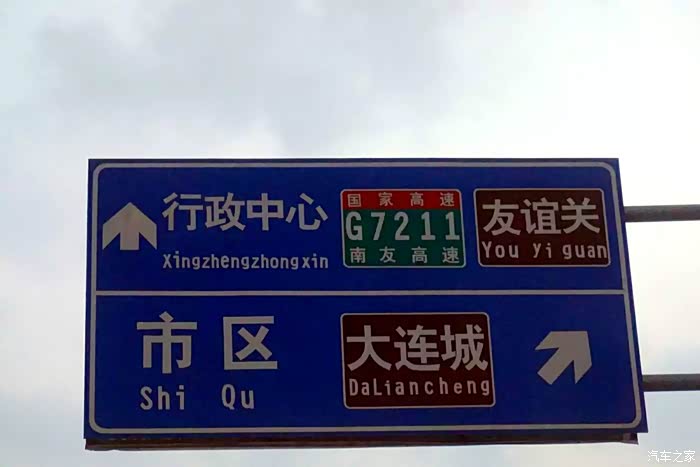 行政中心
Xingzhengzhongxin
国家高速
G7211
南友高速
友谊关
You Yi guan
市区
Shi Qu
大连城
DaLiancheng
汽车之家